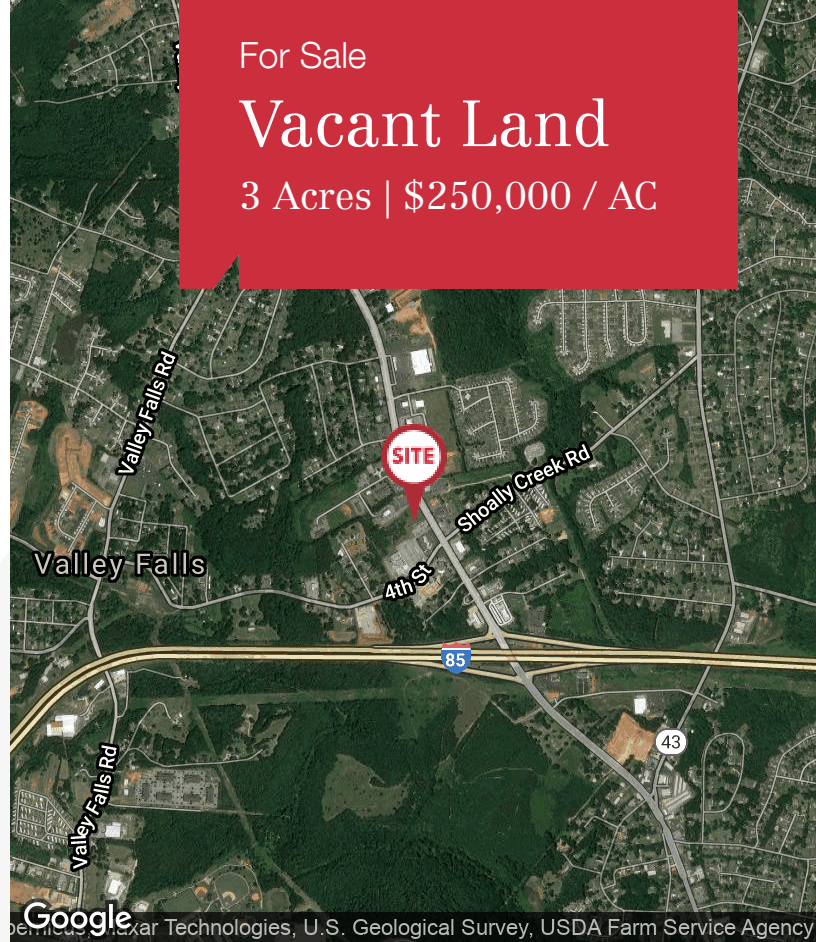 For Sale
Vacant Land
3 Acres | $250,000 / AC
Valley Falls Rd
SITE
Shoally Creek Rd
Valley Falls
4th St
85
43
Valley Falls Rd
Google
Technologies, U.S. Geological Survey, USDA Farm Service Agency